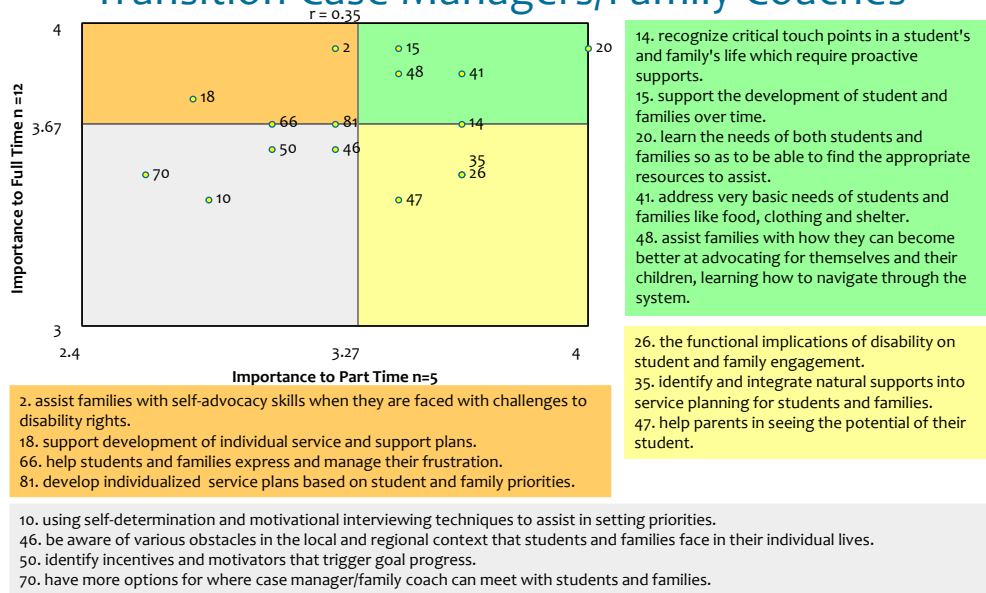 Transition Case Managers/Family Coaches
r = 0.35
4
2
15
20
48
41
18
3.67
66
81
14
50
46
35
26
70
10
47
3
2.4
3.27
4
Importance to Full Time n =12
Importance to Part Time n=5
14. recognize critical touch points in a student's
and family's life which require proactive
supports.
15. support the development of student and
families over time.
20. learn the needs of both students and
families so as to be able to find the appropriate
resources to assist.
41. address very basic needs of students and
families like food, clothing and shelter.
48. assist families with how they can become
better at advocating for themselves and their
children, learning how to navigate through the
system.
26. the functional implications of disability on
student and family engagement.
35. identify and integrate natural supports into
service planning for students and families.
47. help parents in seeing the potential of their
student.
2. assist families with self-advocacy skills when they are faced with challenges to
disability rights.
18. support development of individual service and support plans.
66. help students and families express and manage their frustration.
81. develop individualized service plans based on student and family priorities.
10. using self-determination and motivational interviewing techniques to assist in setting priorities.
46. be aware of various obstacles in the local and regional context that students and families face in their individual lives.
50. identify incentives and motivators that trigger goal progress.
70. have more options for where case manager/family coach can meet with students and families.